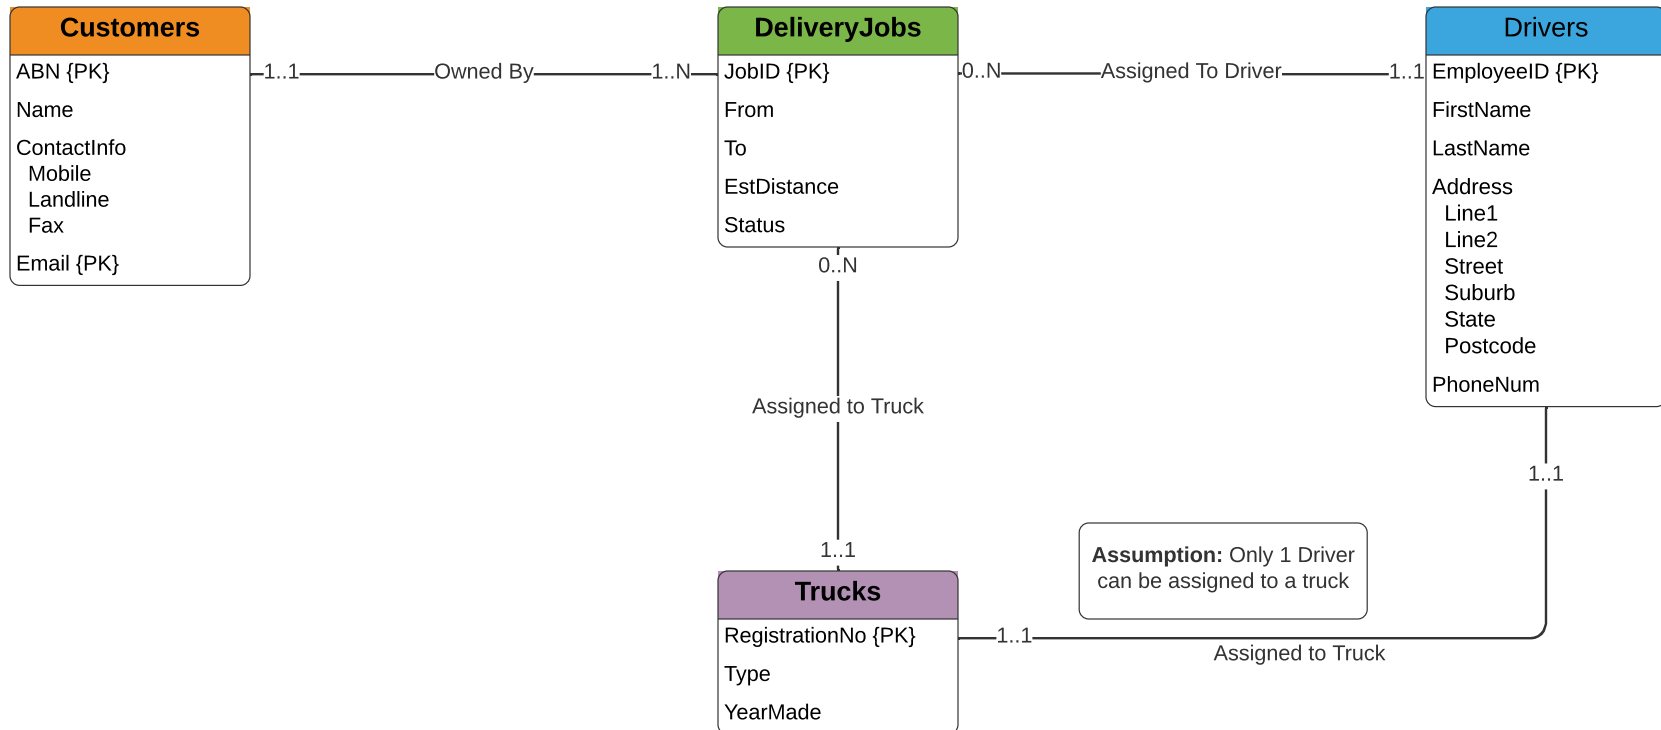 Customers
ABN {PK}
Name
ContactInfo
Mobile
Landline
Fax
Email {PK}
1..1
Owned By
1..N
DeliveryJobs
JobID {PK}
From
To
EstDistance
Status
0..N
Assigned To Driver
1..1
Drivers
EmployeeID {PK}
FirstName
LastName
Address
Line1
Line2
Street
Suburb
State
Postcode
PhoneNum
0..N
Assigned to Truck
1..1
Trucks
RegistrationNo {PK}
Type
YearMade
1..1
Assumption: Only 1 Driver
can be assigned to a truck
1..1
Assigned to Truck